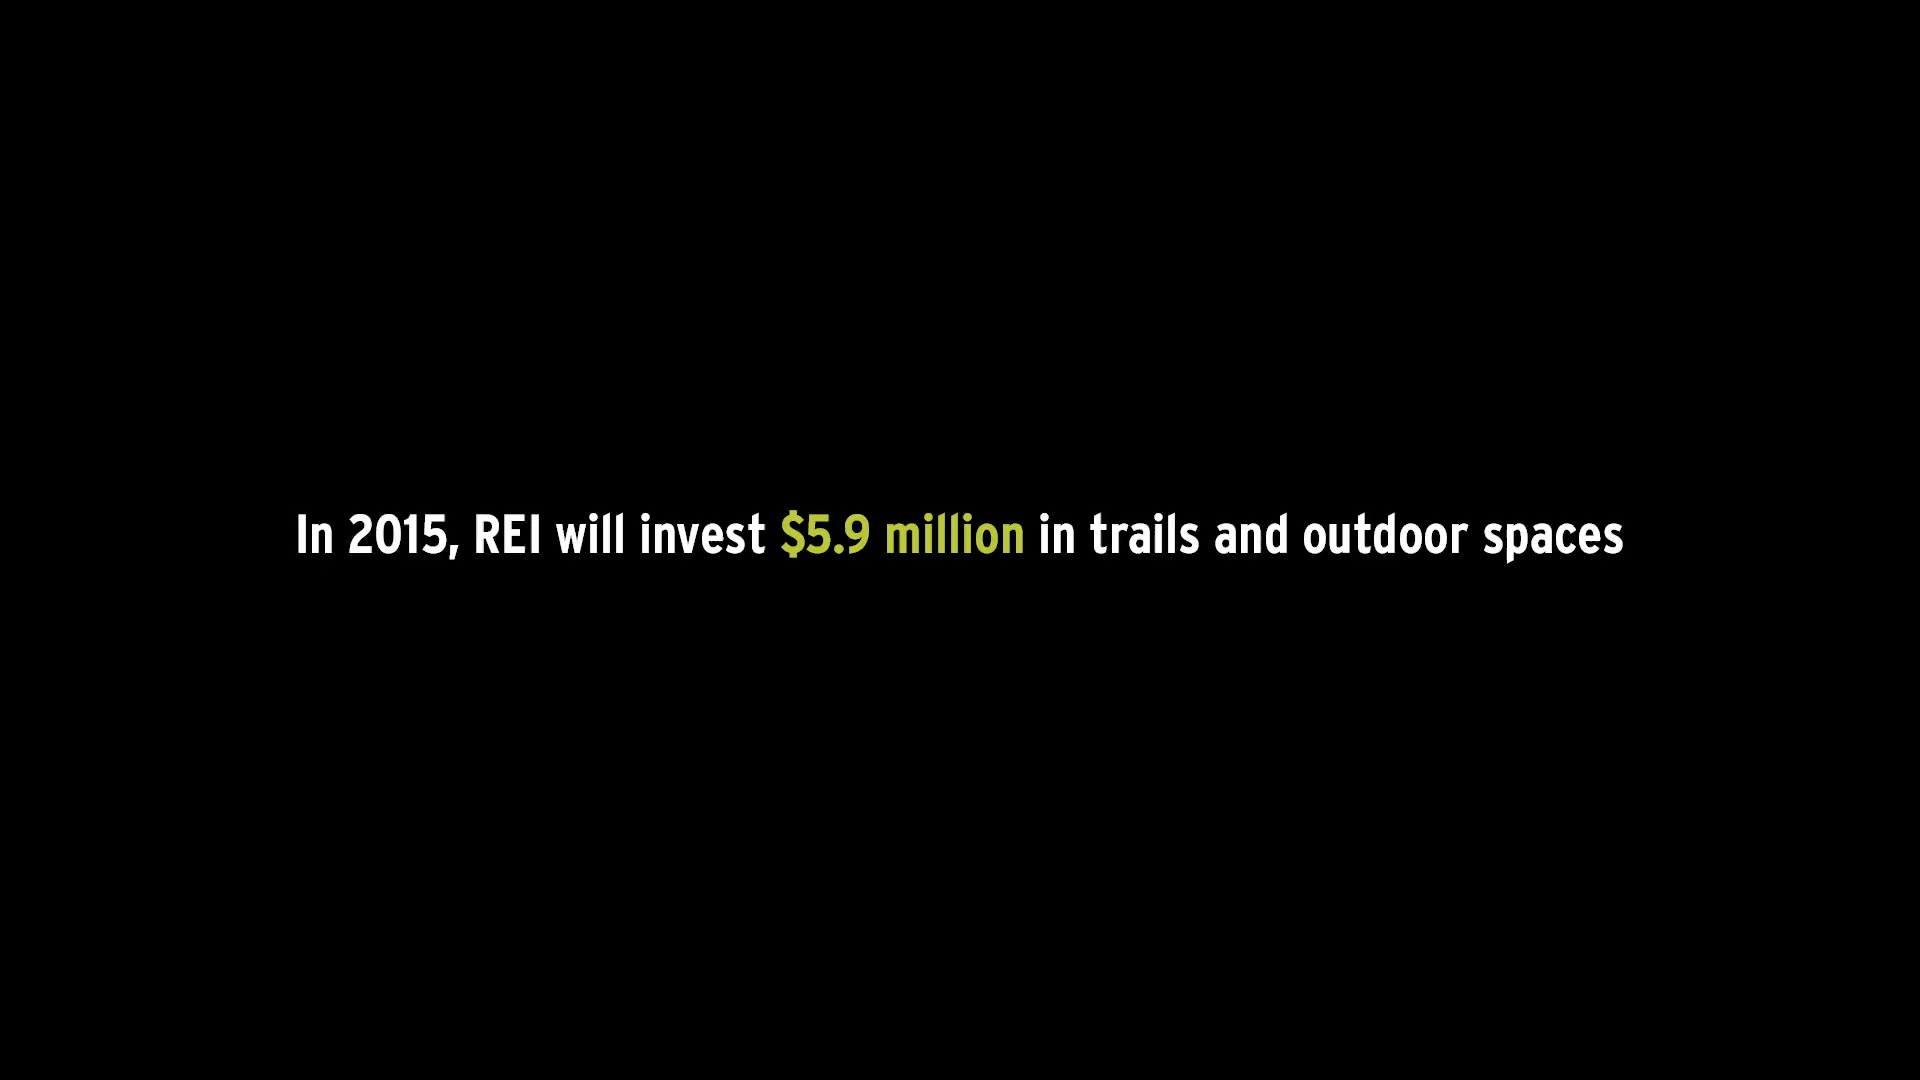 In 2015, REI will invest $5.9 million in trails and outdoor spaces